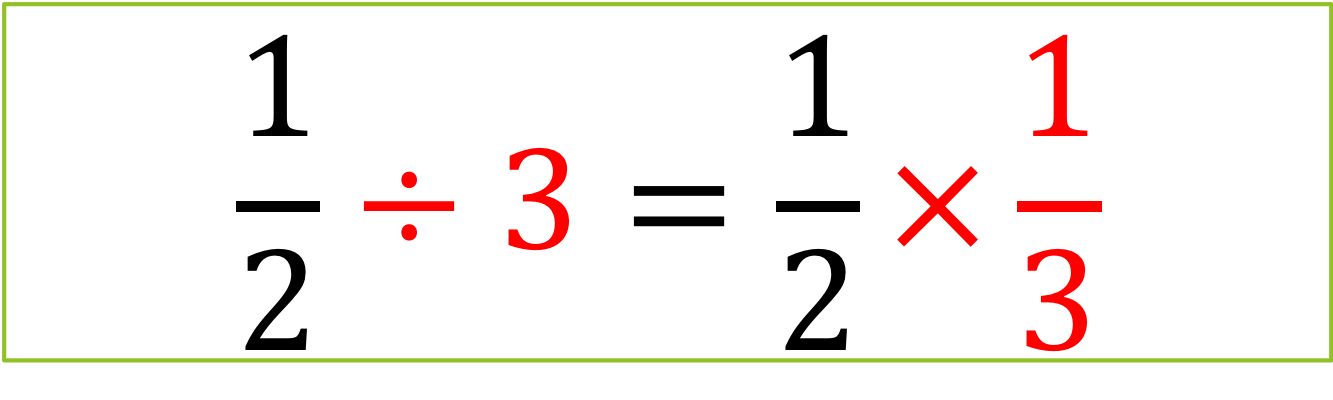 1/2 ÷ 3 = 1/2 × 1/3